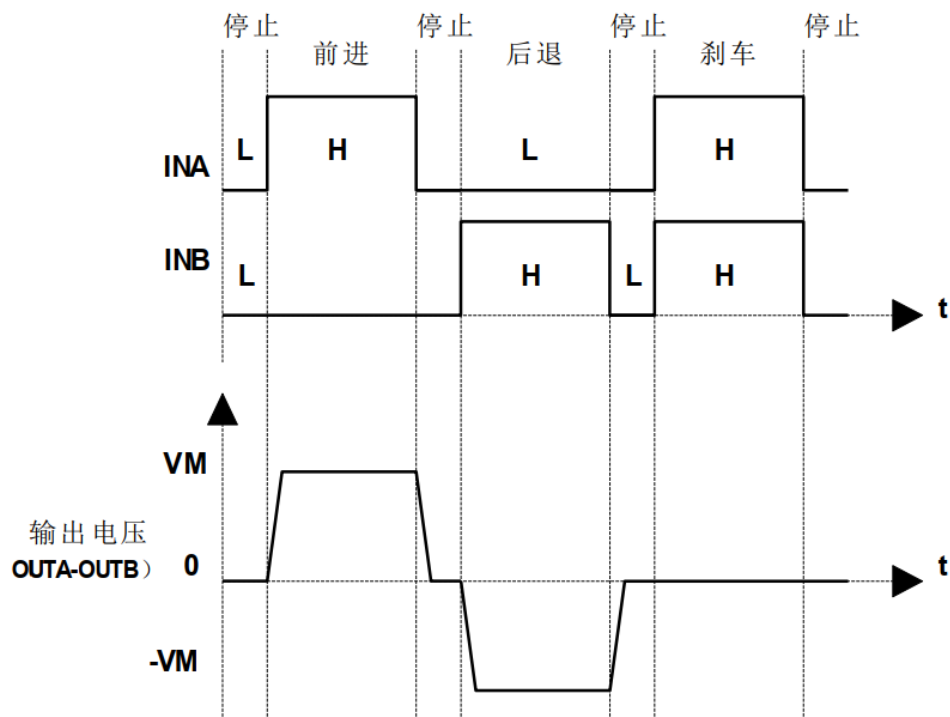 停止 停止 停止 停止
前进 后退 刹车
INA L H L H
INB L H L H
t
VM
输出电压
OUTA-OUTB） 0 t
-VM